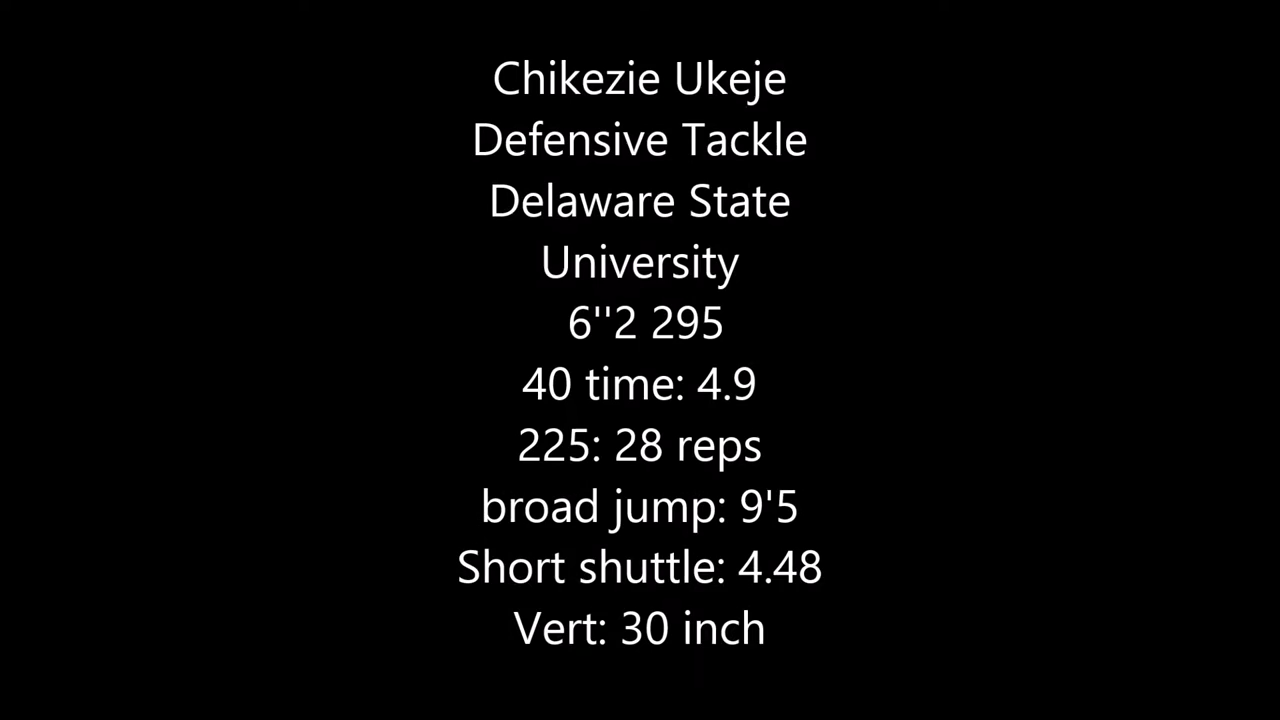 Chikezie Ukeje
Defensive Tackle
Delaware State
University
6''2 295
40 time: 4.9
225: 28 reps
broad jump: 9'5
Short shuttle: 4.48
Vert: 30 inch